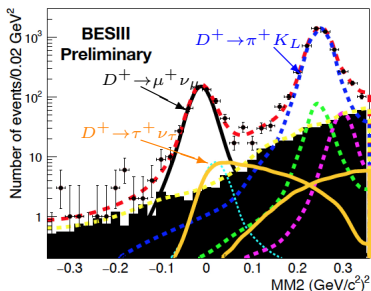 BESIII
Preliminary
D⁺→π⁺K_L
D⁺→μ⁺ν_μ
D⁺→τ⁺ν_τ
Number of events/0.02 GeV²
10³
10²
10
1
-0.3 -0.2 -0.1 0 0.1 0.2 0.3
MM2 (GeV/c²)²